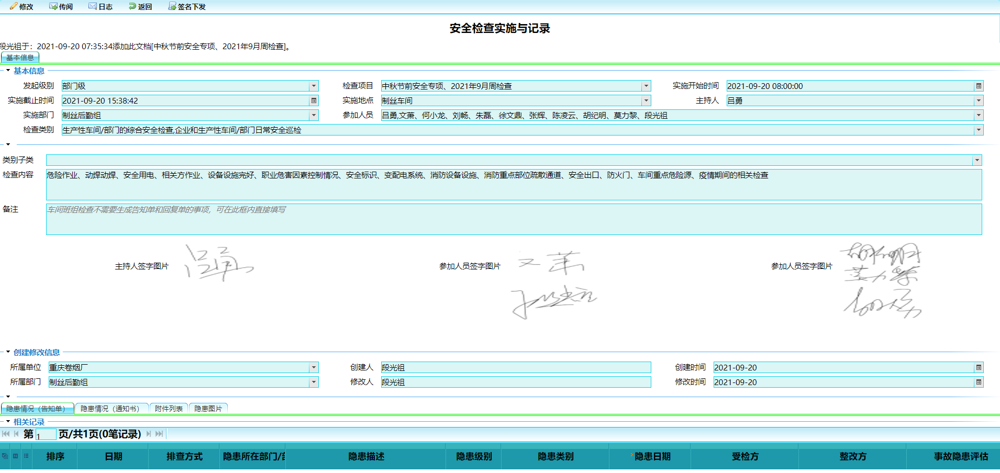 修改 传阅 日志 返回 签名下发
安全检查实施与记录
段光祖于：2021-09-20 07:35:34添加此文档[中秋节前安全专项、2021年9月周检查]。
基本信息
基本信息
发起级别 部门级 检查项目 中秋节前安全专项、2021年9月周检查 实施开始时间 2021-09-20 08:00:00
实施截止时间 2021-09-20 15:38:42 实施地点 制丝车间 主持人 吕勇
实施部门 制丝后勤组 参加人员 吕勇,文萧、何小龙、刘畅、朱磊、徐文鼎、张辉、陈凌云、胡纪明、莫力黎、段光祖
检查类别 生产性车间/部门的综合安全检查,企业和生产性车间/部门日常安全巡检
类别子类
检查内容 危险作业、动焊动焊、安全用电、相关方作业、设备设施完好、职业危害因素控制情况、安全标识、变配电系统、消防设备设施、消防重点部位疏散通道、安全出口、防火门、车间重点危险源、疫情期间的相关检查
备注 车间班组检查不需要生成告知单和回复单的事项，可在此框内直接填写
主持人签字图片 吕勇 参加人员签字图片 文萧 参加人员签字图片 胡纪明
莫力黎
创建修改信息
所属单位 重庆卷烟厂 创建人 段光祖 创建时间 2021-09-20
所属部门 制丝后勤组 修改人 段光祖 修改时间 2021-09-20
隐患情况（告知单） 隐患情况（通知书） 附件列表 隐患图片
相关记录
第 1 页/共1页(0笔记录)
排序 日期 排查方式 隐患所在部门/ 隐患描述 隐患级别 隐患类别 隐患日期 受检方 整改方 事故隐患评估